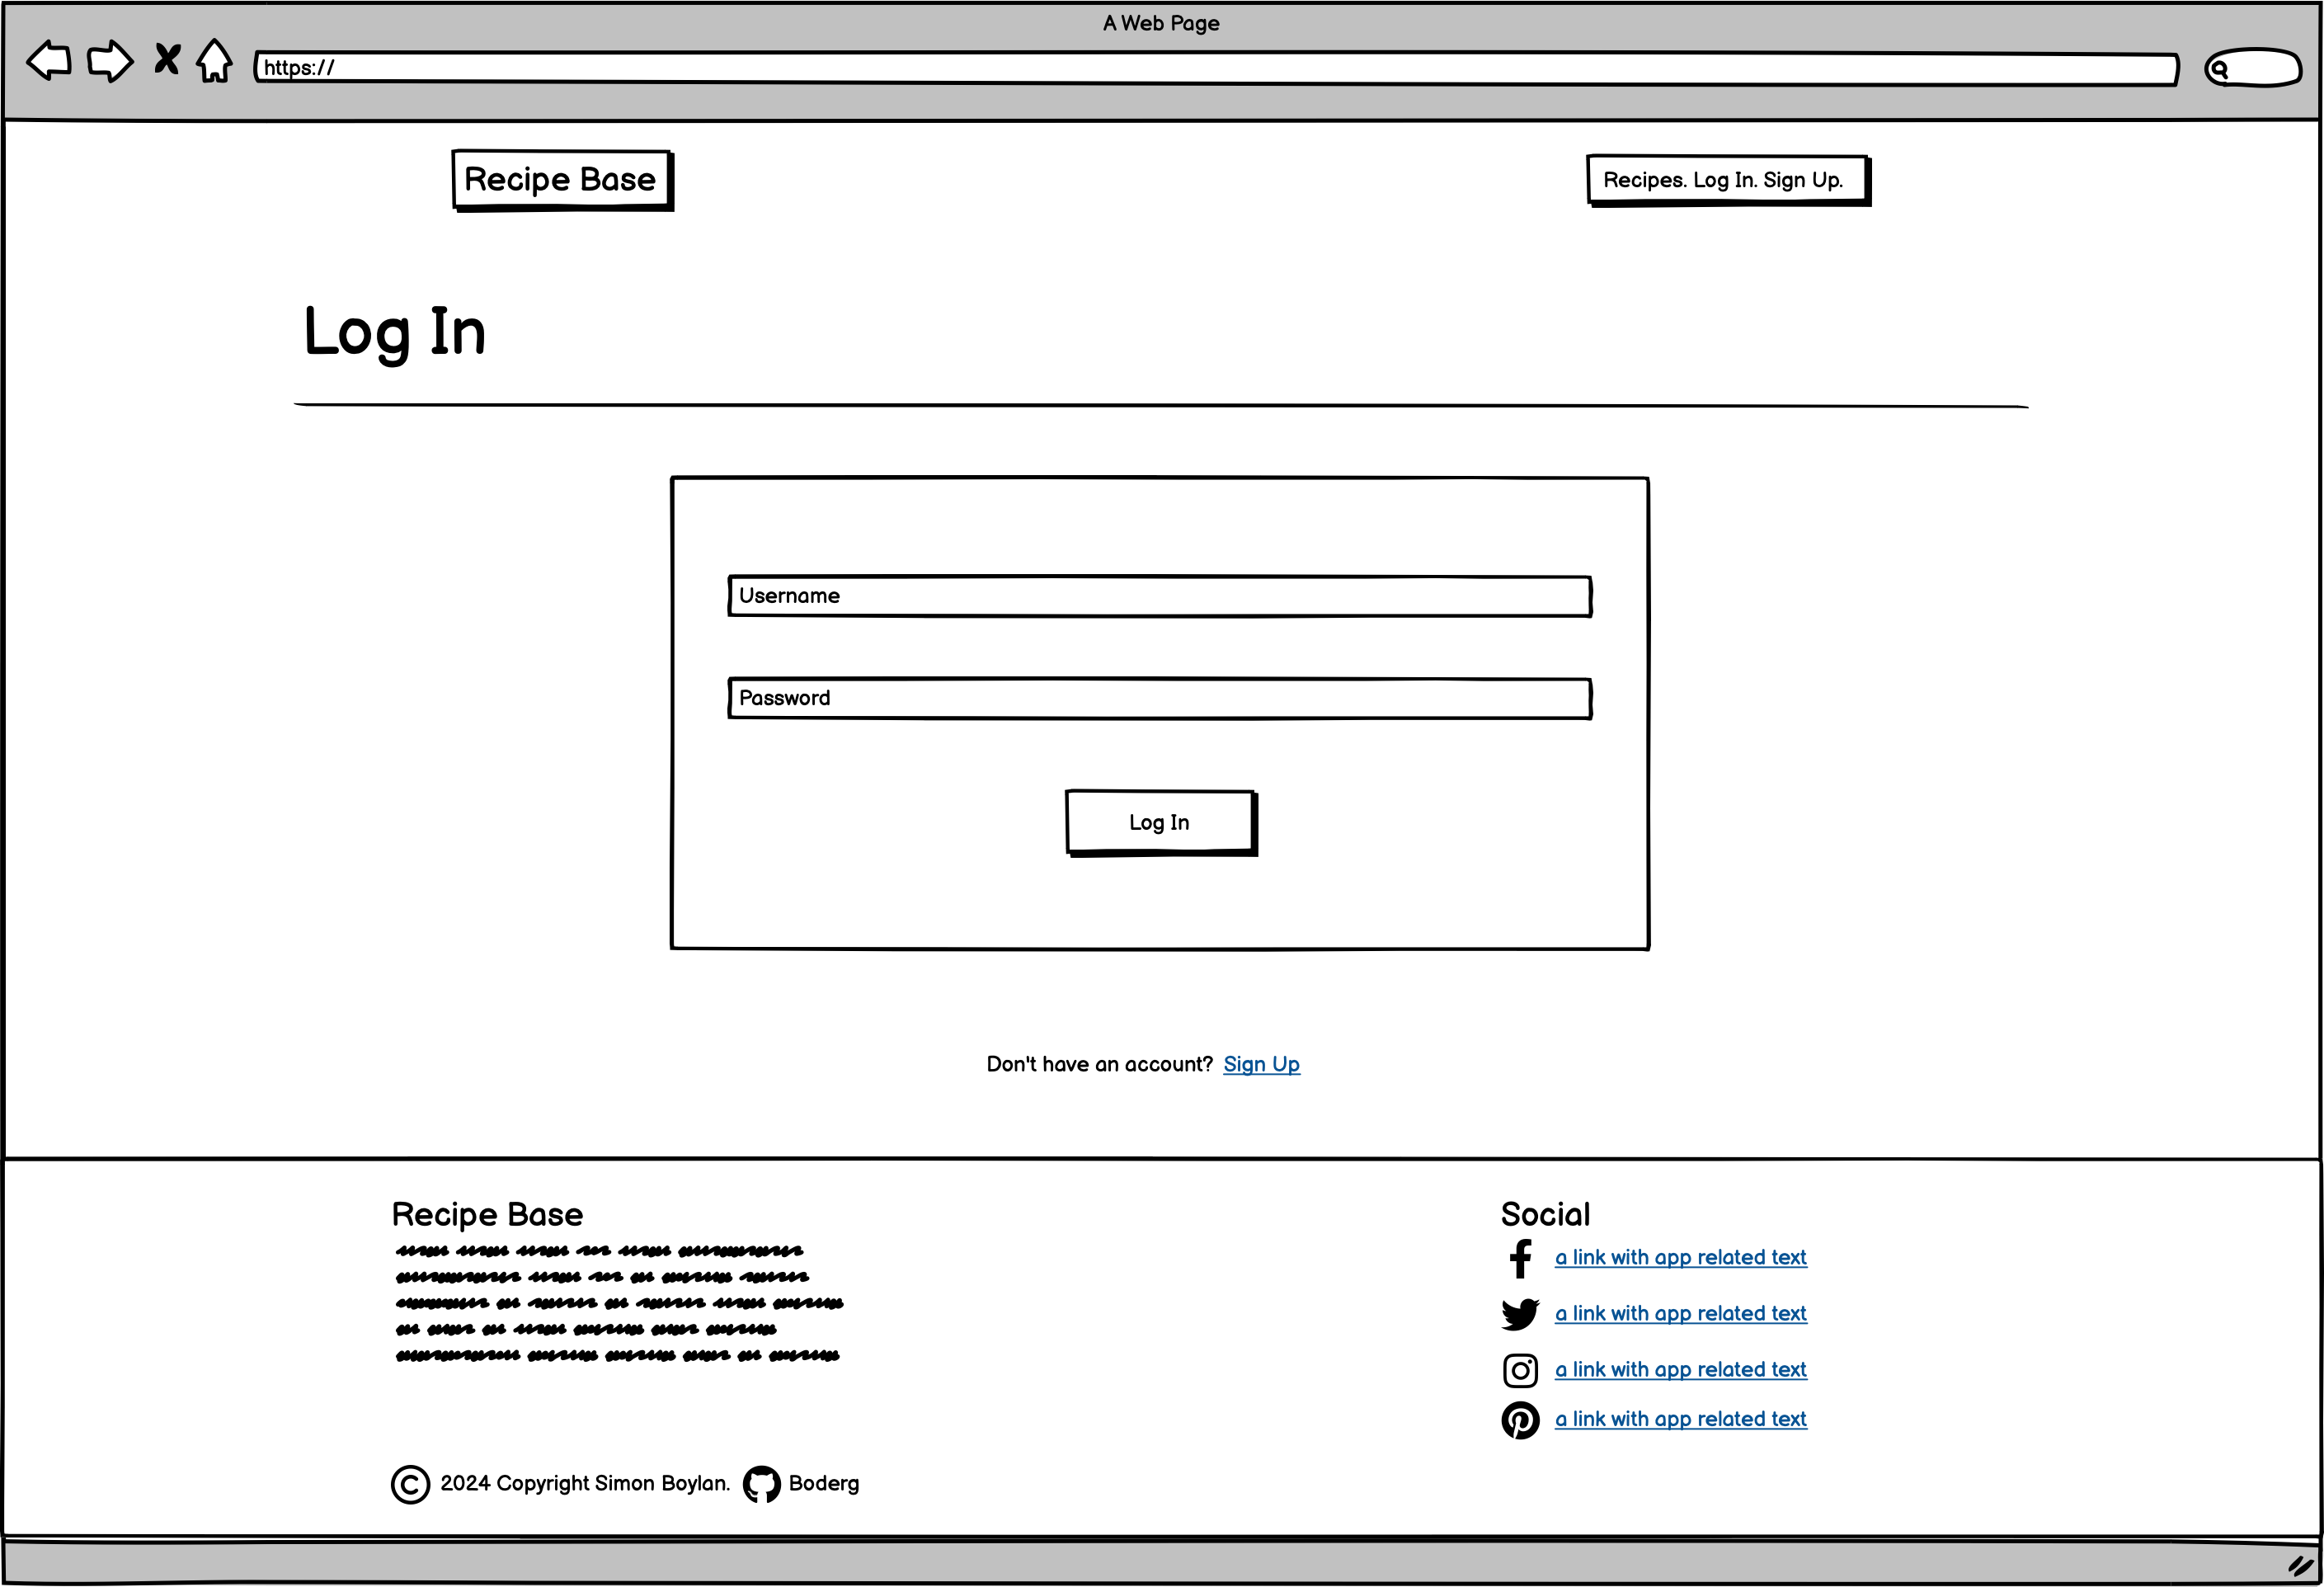 A Web Page
https://
Recipe Base
Recipes. Log In. Sign Up.
Log In
Username
Password
Log In
Don't have an account? Sign Up
Recipe Base
Social
a link with app related text
a link with app related text
a link with app related text
a link with app related text
© 2024 Copyright Simon Boylan. Boderg